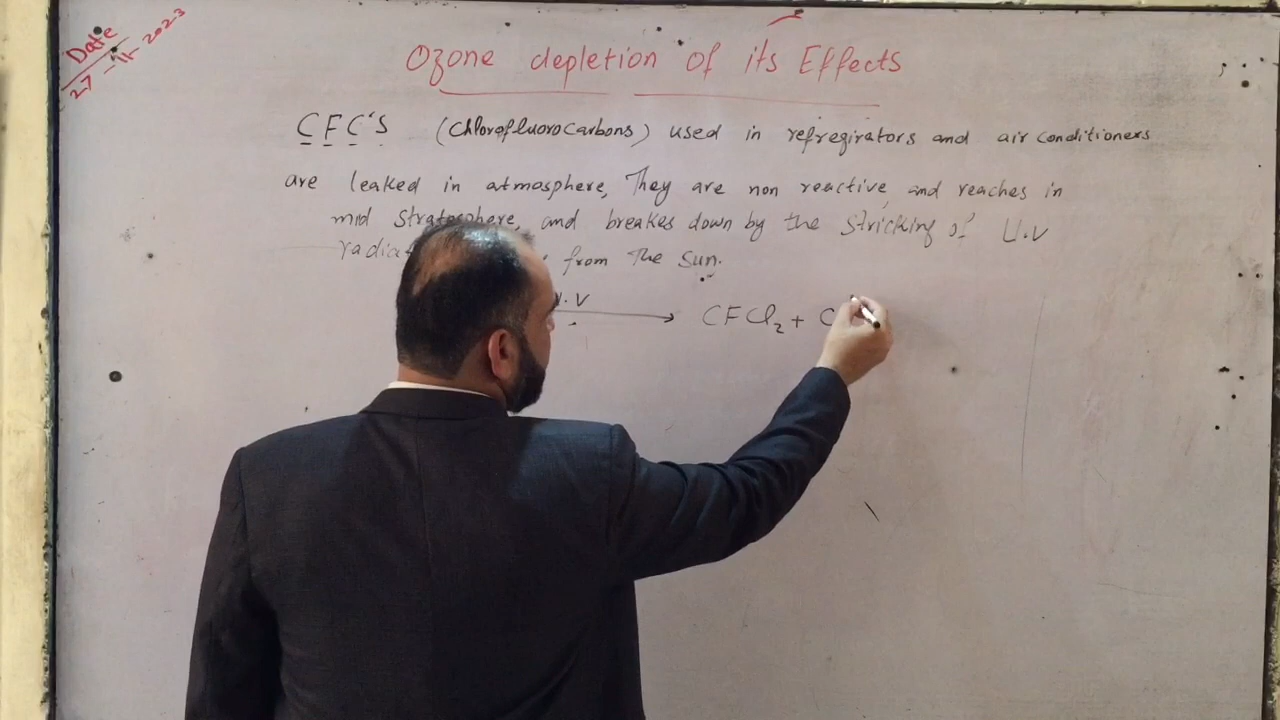 Date
27-11-2023
Ozone depletion of its Effects
CFC's (Chlorofluorocarbons) used in refregirators and air conditioners
are leaked in atmosphere, They are non reactive and reaches in
mid stratosphere, and breakes down by the stricking of U.V
from The Sun.
U.V → CFCl₂ + C